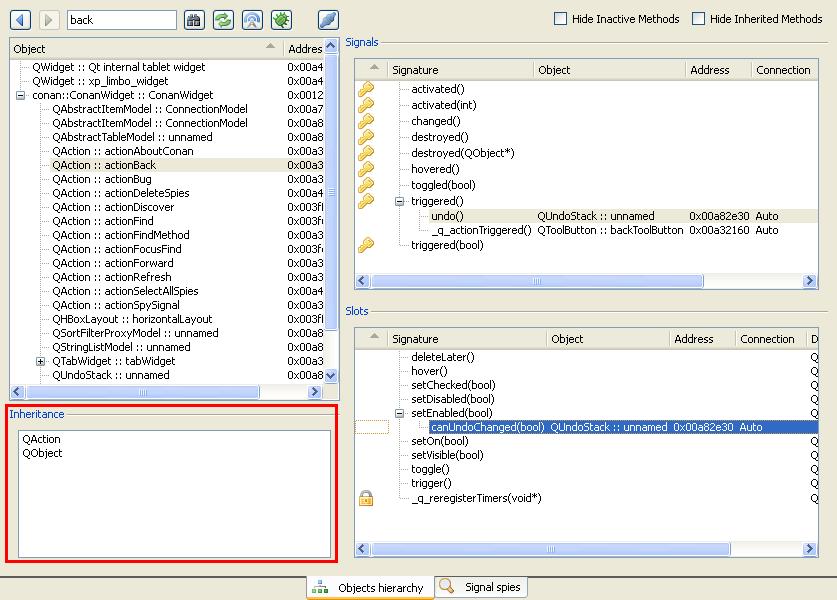 back
Hide Inactive Methods Hide Inherited Methods
Object Addres
QWidget :: Qt internal tablet widget 0x00a4
QWidget :: xp_limbo_widget 0x00a4
conan::ConanWidget :: ConanWidget 0x0012
QAbstractItemModel :: ConnectionModel 0x00a7
QAbstractItemModel :: ConnectionModel 0x00a8
QAbstractTableModel :: unnamed 0x00a8
QAction :: actionAboutConan 0x00a3
QAction :: actionBack 0x00a3
QAction :: actionBug 0x00a3
QAction :: actionDeleteSpies 0x00a4
QAction :: actionDiscover 0x003f
QAction :: actionFind 0x003f
QAction :: actionFindMethod 0x00a3
QAction :: actionFocusFind 0x003f
QAction :: actionForward 0x00a3
QAction :: actionRefresh 0x00a3
QAction :: actionSelectAllSpies 0x00a4
QAction :: actionSpySignal 0x00a3
QHBoxLayout :: horizontalLayout 0x003f
QSortFilterProxyModel :: unnamed 0x00a8
QStringListModel :: unnamed 0x00a8
QTabWidget :: tabWidget 0x00a3
QUndoStack :: unnamed 0x00a8
Inheritance
QAction
QObject
Signals
Signature Object Address Connection
activated()
activated(int)
changed()
destroyed()
destroyed(QObject*)
hovered()
toggled(bool)
triggered()
undo() QUndoStack :: unnamed 0x00a82e30 Auto
_q_actionTriggered() QToolButton :: backToolButton 0x00a32160 Auto
triggered(bool)
Slots
Signature Object Address Connection D
deleteLater() Q
hover() Q
setChecked(bool) Q
setDisabled(bool) Q
setEnabled(bool) Q
canUndoChanged(bool) QUndoStack :: unnamed 0x00a82e30 Auto
setOn(bool) Q
setVisible(bool) Q
toggle() Q
trigger() Q
_q_reregisterTimers(void*) Q
Objects hierarchy Signal spies